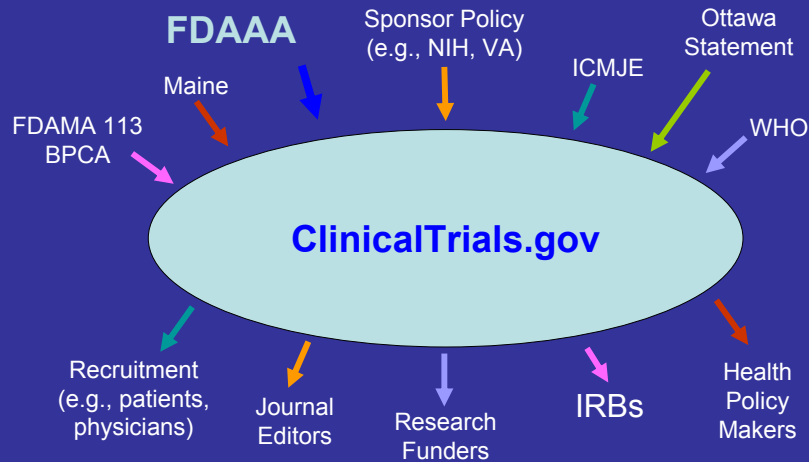 FDAAA
Sponsor Policy
(e.g., NIH, VA)
Ottawa
Statement
ICMJE
Maine
FDAMA 113
BPCA
WHO
ClinicalTrials.gov
Recruitment
(e.g., patients,
physicians)
Journal
Editors
Research
Funders
IRBs
Health
Policy
Makers